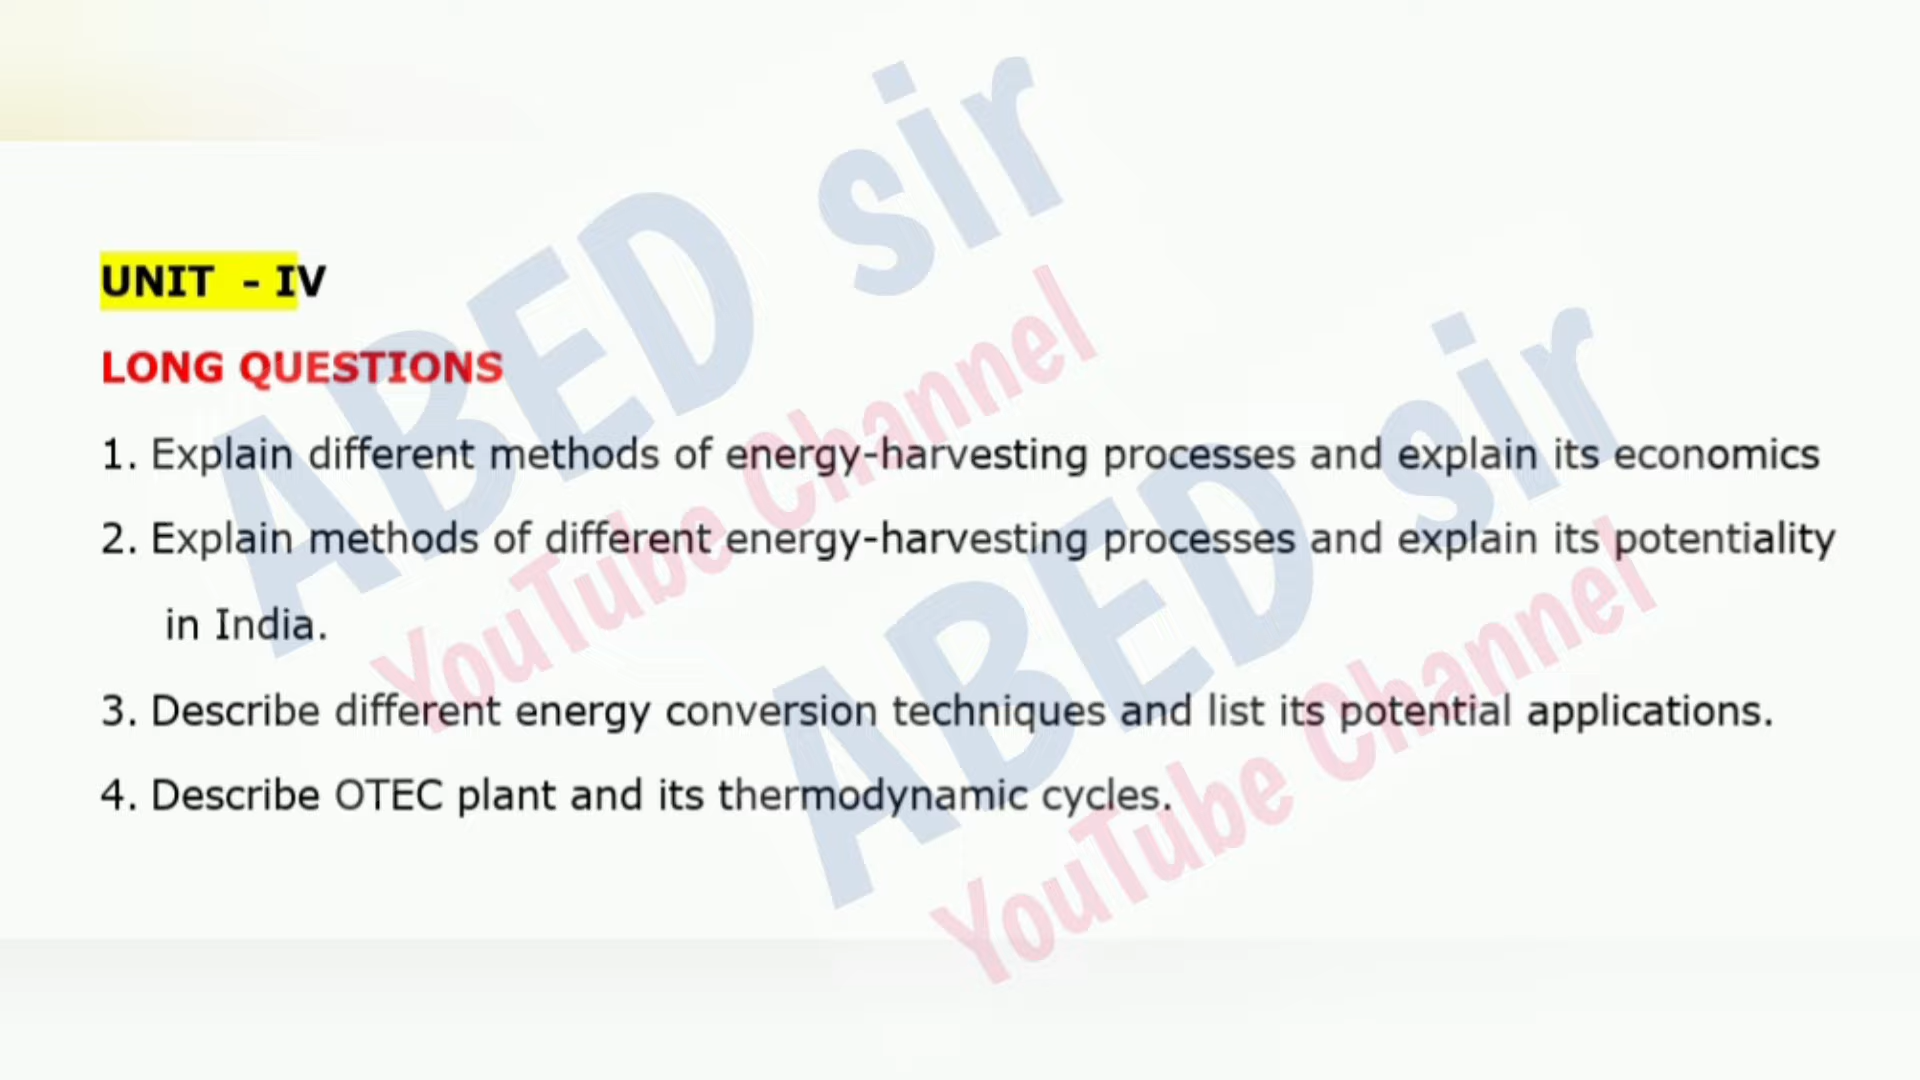 ABED sir
YouTube Channel
UNIT - IV
LONG QUESTIONS
1. Explain different methods of energy-harvesting processes and explain its economics
2. Explain methods of different energy-harvesting processes and explain its potentiality
in India.
3. Describe different energy conversion techniques and list its potential applications.
4. Describe OTEC plant and its thermodynamic cycles.
ABED sir
YouTube Channel